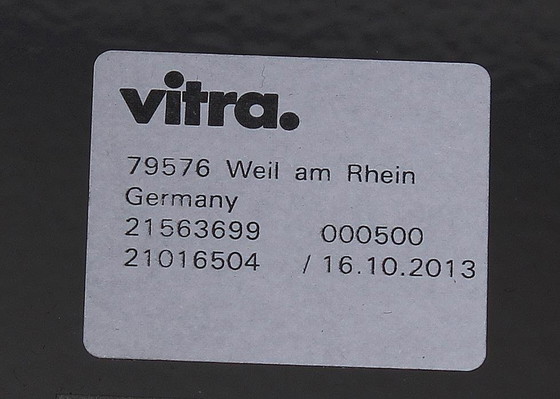 vitra.
79576 Weil am Rhein
Germany
21563699 000500
21016504 / 16.10.2013